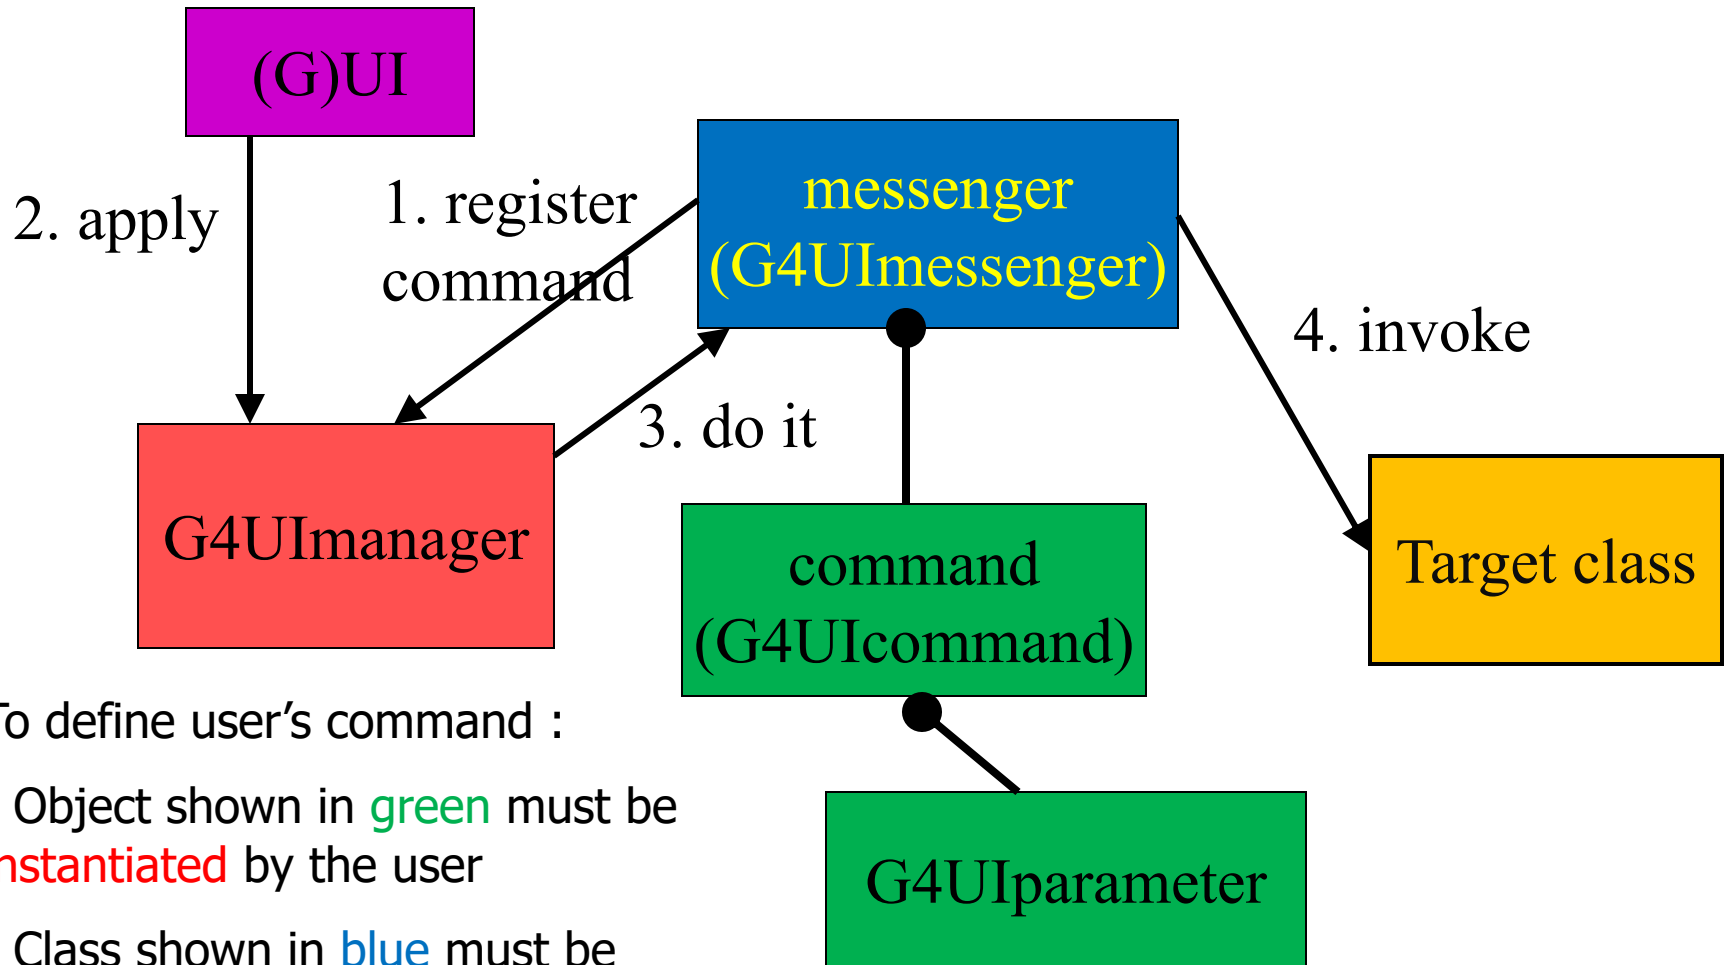 (G)UI
2. apply
1. register
command
messenger
(G4UImessenger)
4. invoke
3. do it
G4UImanager
command
(G4UIcommand)
Target class
To define user’s command :
Object shown in green must be
nstantiated by the user
Class shown in blue must be
G4UIparameter